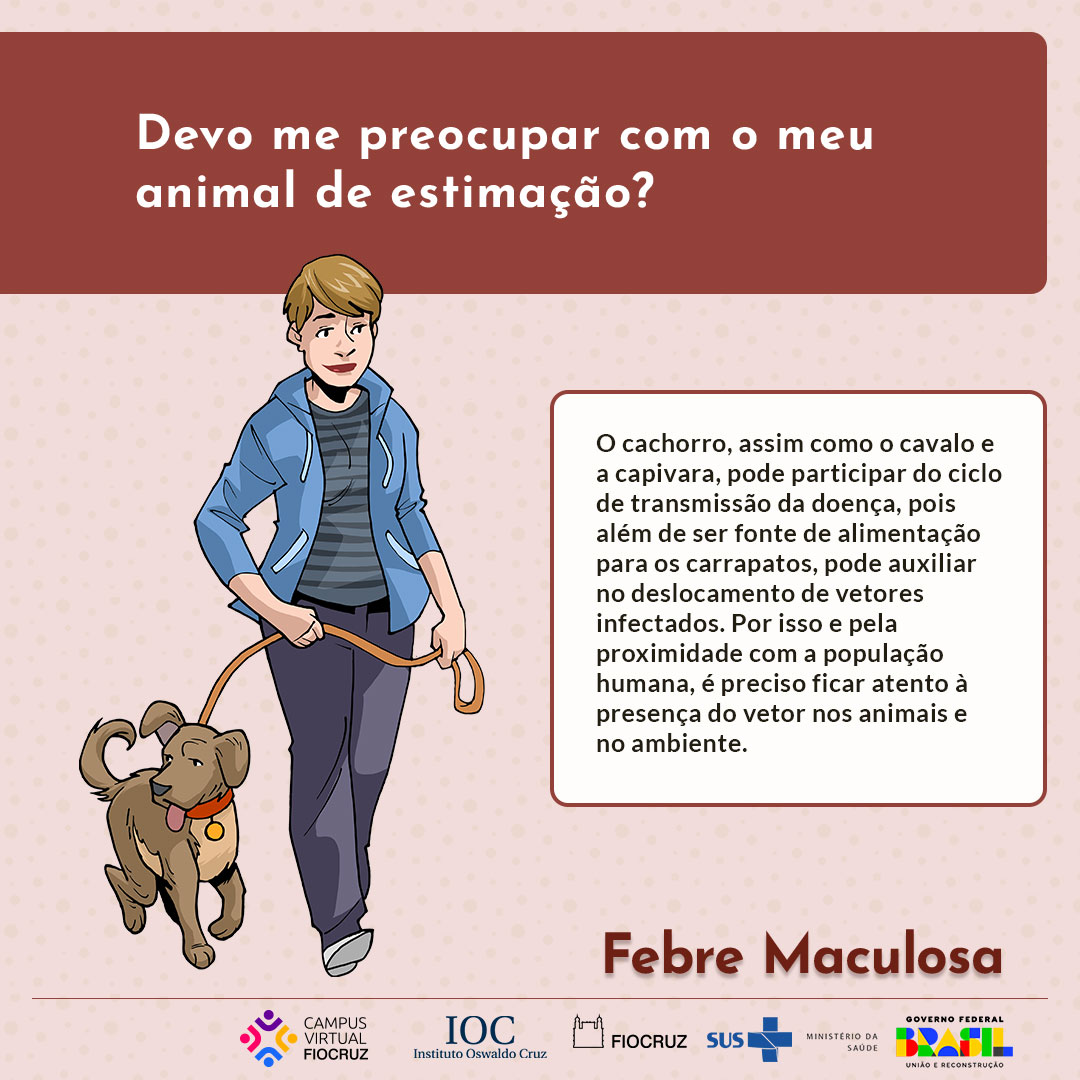 Devo me preocupar com o meu
animal de estimação?
O cachorro, assim como o cavalo e
a capivara, pode participar do ciclo
de transmissão da doença, pois
além de ser fonte de alimentação
para os carrapatos, pode auxiliar
no deslocamento de vetores
infectados. Por isso e pela
proximidade com a população
humana, é preciso ficar atento à
presença do vetor nos animais e
no ambiente.
Febre Maculosa
CAMPUS
VIRTUAL
FIOCRUZ
IOC
Instituto Oswaldo Cruz
FIOCRUZ
SUS
MINISTÉRIO DA
SAÚDE
GOVERNO FEDERAL
BRASIL
UNIÃO E RECONSTRUÇÃO